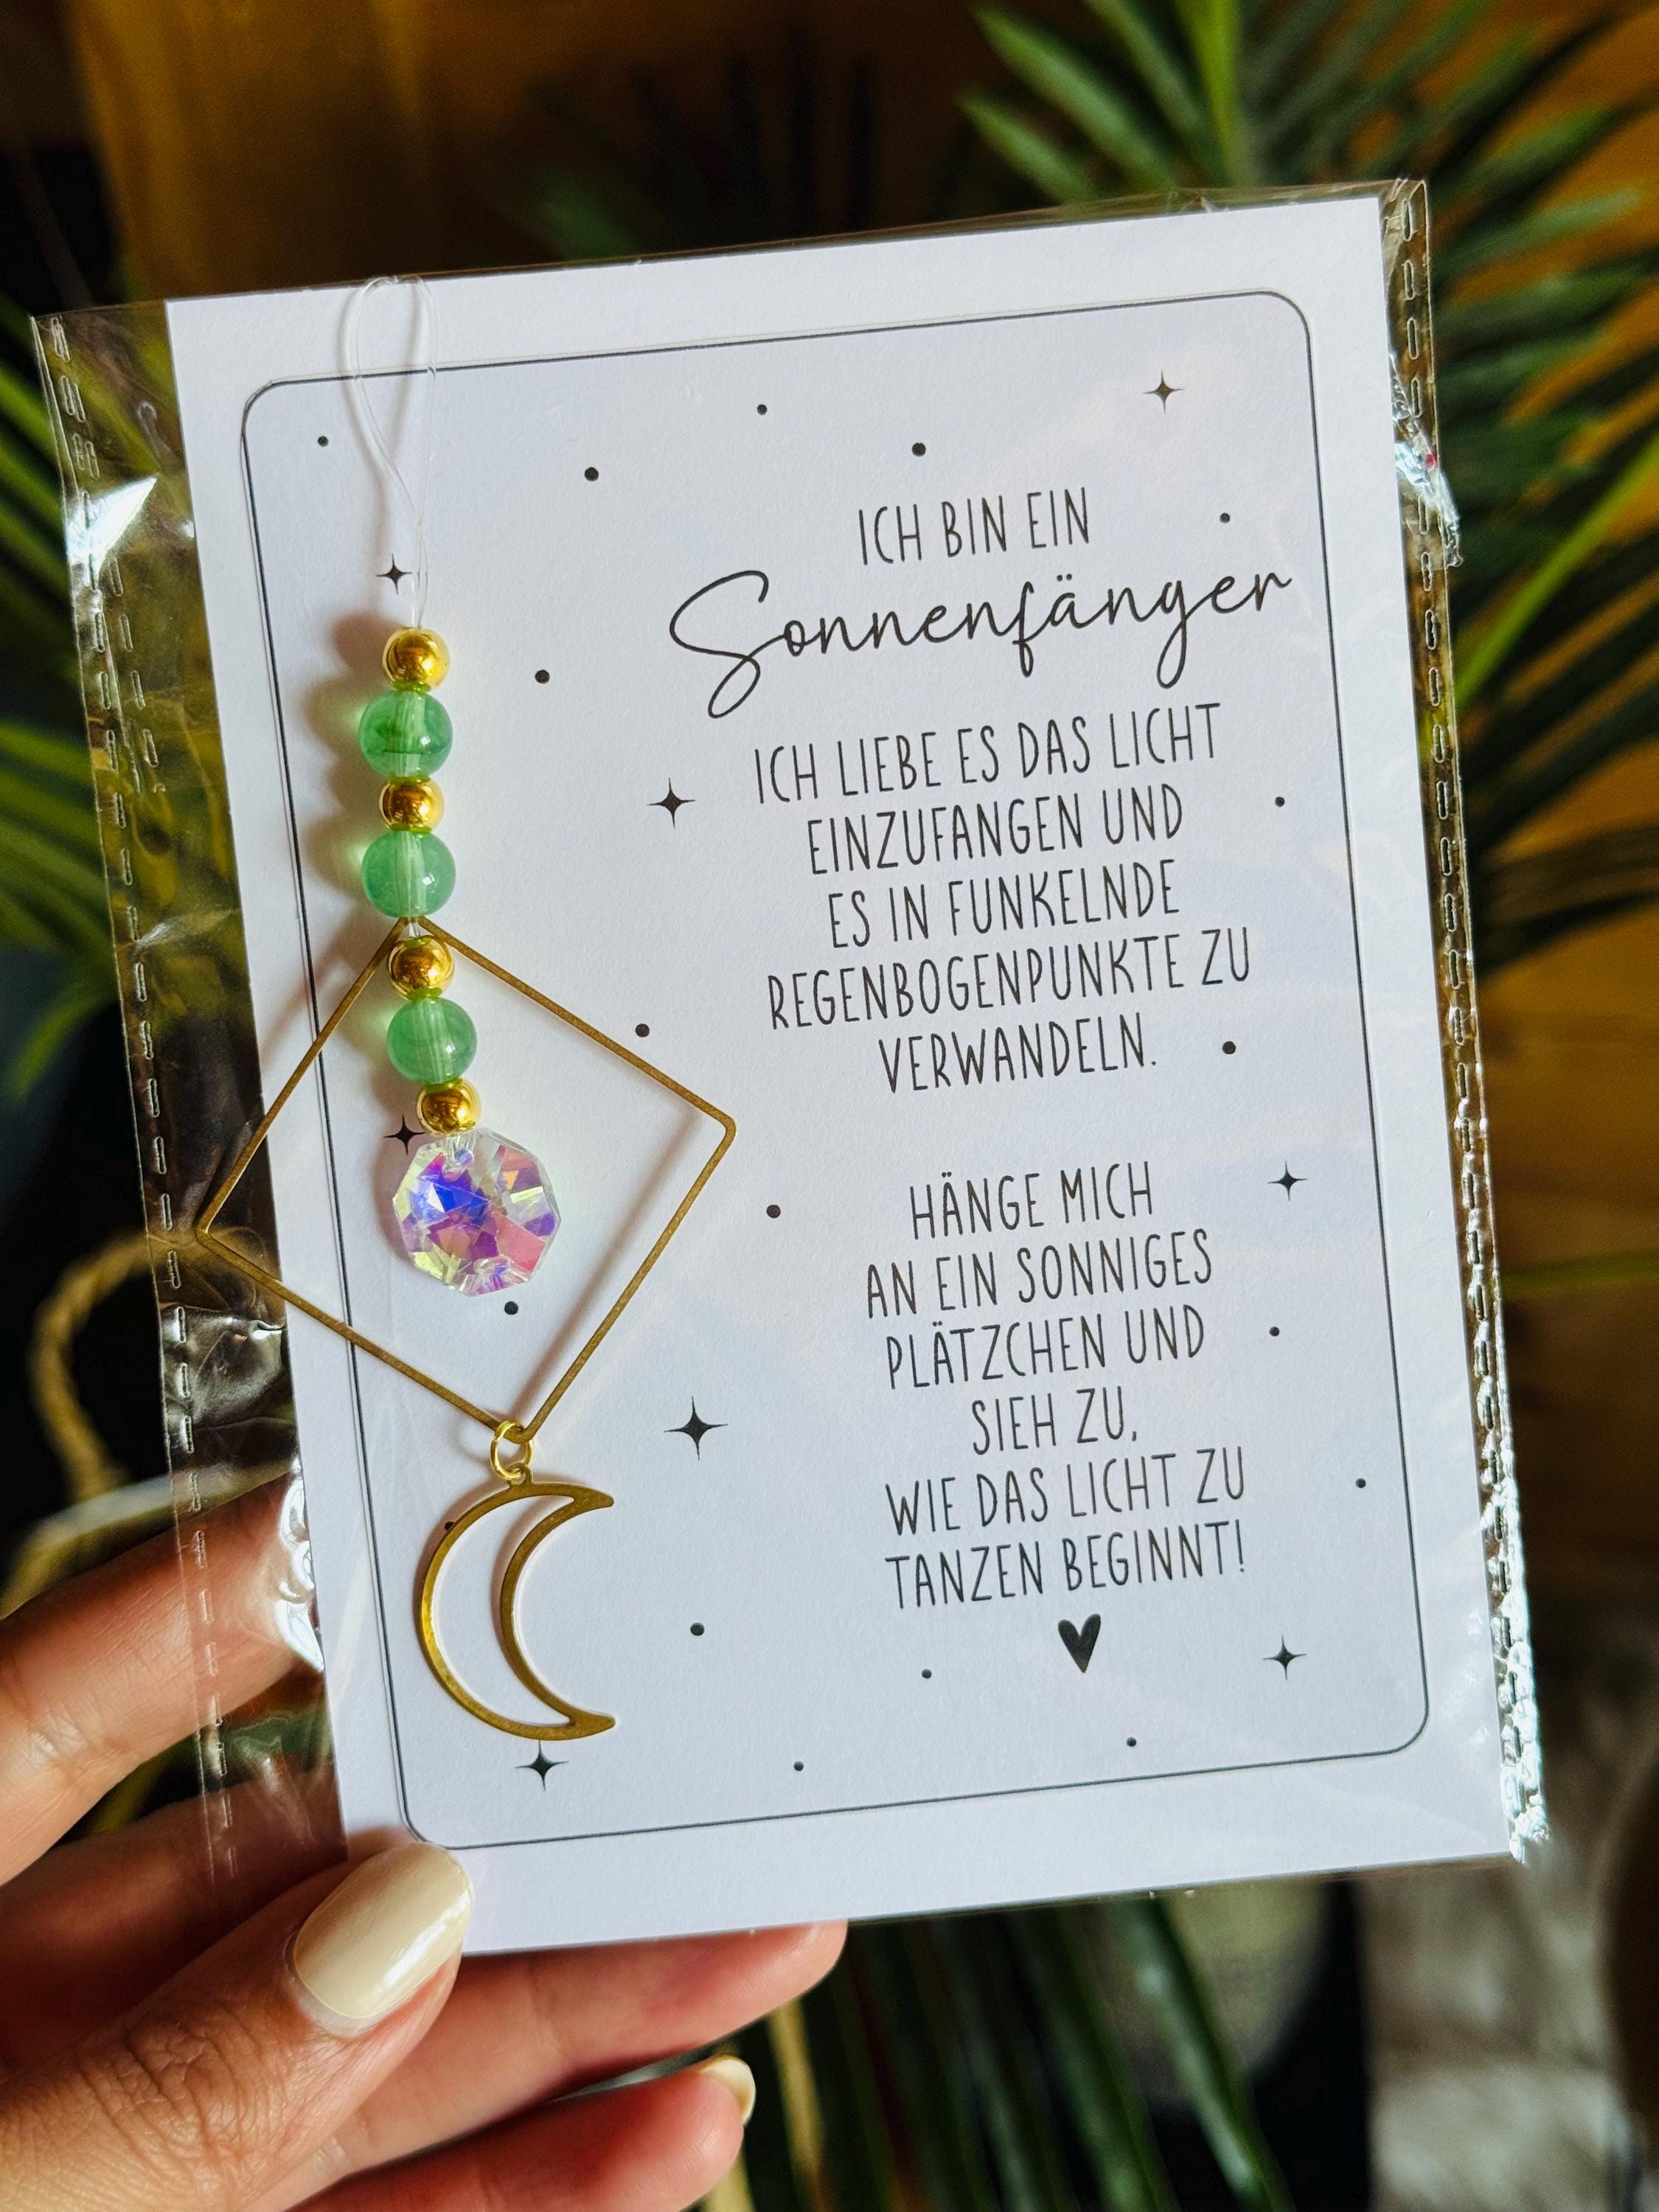 ICH BIN EIN
Sonnenfänger
ICH LIEBE ES DAS LICHT
EINZUFANGEN UND
ES IN FUNKELNDE
REGENBOGENPUNKTE ZU
VERWANDELN.
HÄNGE MICH
AN EIN SONNIGES
PLÄTZCHEN UND
SIEH ZU,
WIE DAS LICHT ZU
TANZEN BEGINNT!